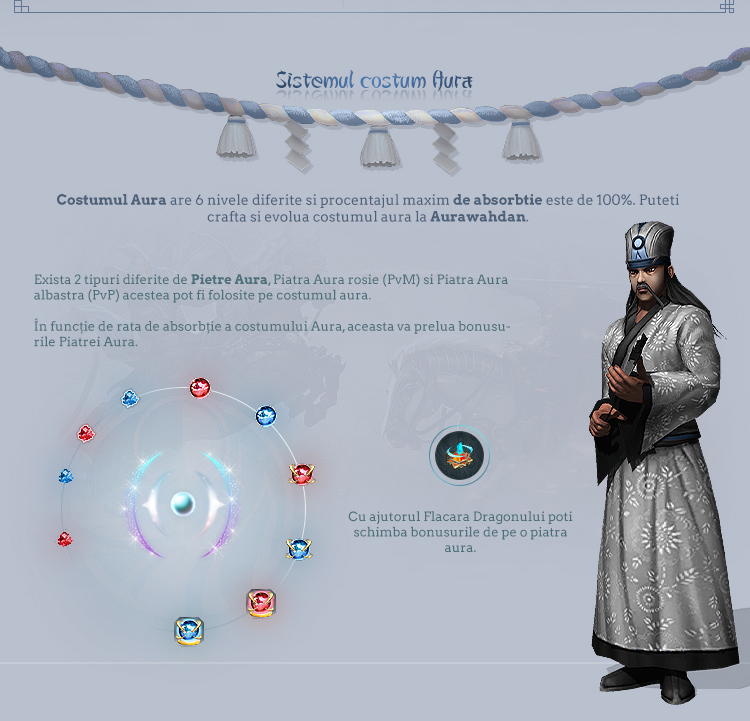 Sistemul costum Aura
Costumul Aura are 6 nivele diferite si procentajul maxim de absorbtie este de 100%. Puteti
crafta si evolua costumul aura la Aurawahdan.
Exista 2 tipuri diferite de Pietre Aura, Piatra Aura rosie (PvM) si Piatra Aura
albastra (PvP) acestea pot fi folosite pe costumul aura.
În funcție de rata de absorbție a costumului Aura, aceasta va prelua bonusu-
rile Piatrei Aura.
Cu ajutorul Flacara Dragonului poti
schimba bonusurile de pe o piatra
aura.